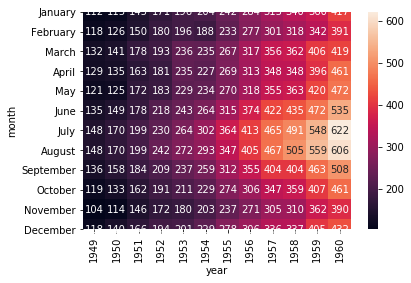 month
January
February 118 126 150 180 196 188 233 277 301 318 342 391
March 132 141 178 193 236 235 267 317 356 362 406 419
April 129 135 163 181 235 227 269 313 348 348 396 461
May 121 125 172 183 229 234 270 318 355 363 420 472
June 135 149 178 218 243 264 315 374 422 435 472 535
July 148 170 199 230 264 302 364 413 465 491 548 622
August 148 170 199 242 272 293 347 405 467 505 559 606
September 136 158 184 209 237 259 312 355 404 404 463 508
October 119 133 162 191 211 229 274 306 347 359 407 461
November 104 114 146 172 180 203 237 271 305 310 362 390
December
1949 1950 1951 1952 1953 1954 1955 1956 1957 1958 1959 1960
year
600
500
400
300
200